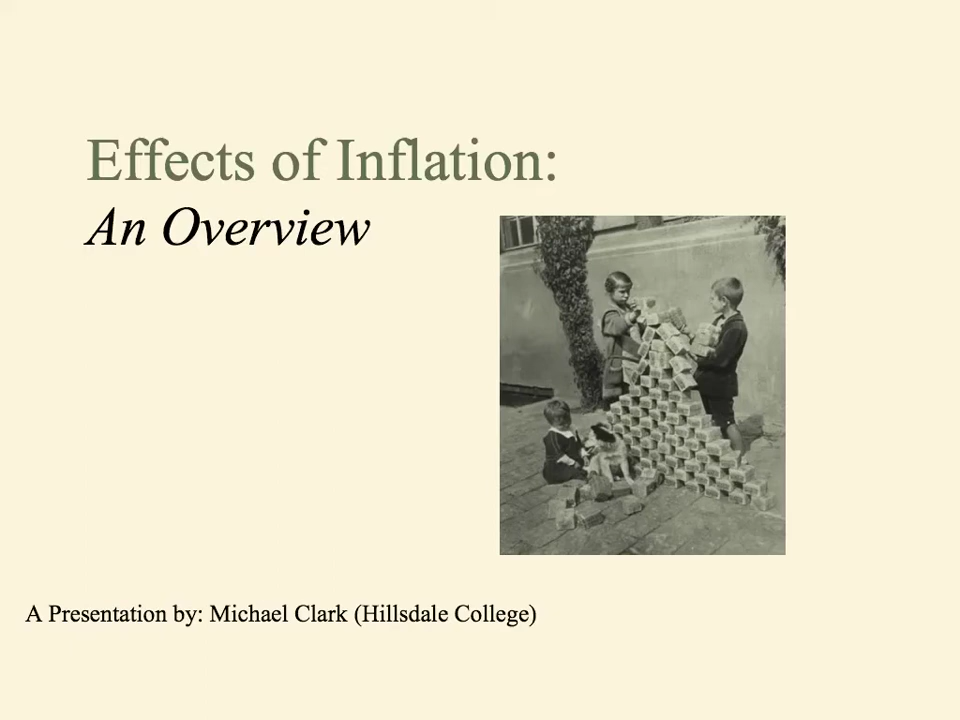 Effects of Inflation:
An Overview
A Presentation by: Michael Clark (Hillsdale College)